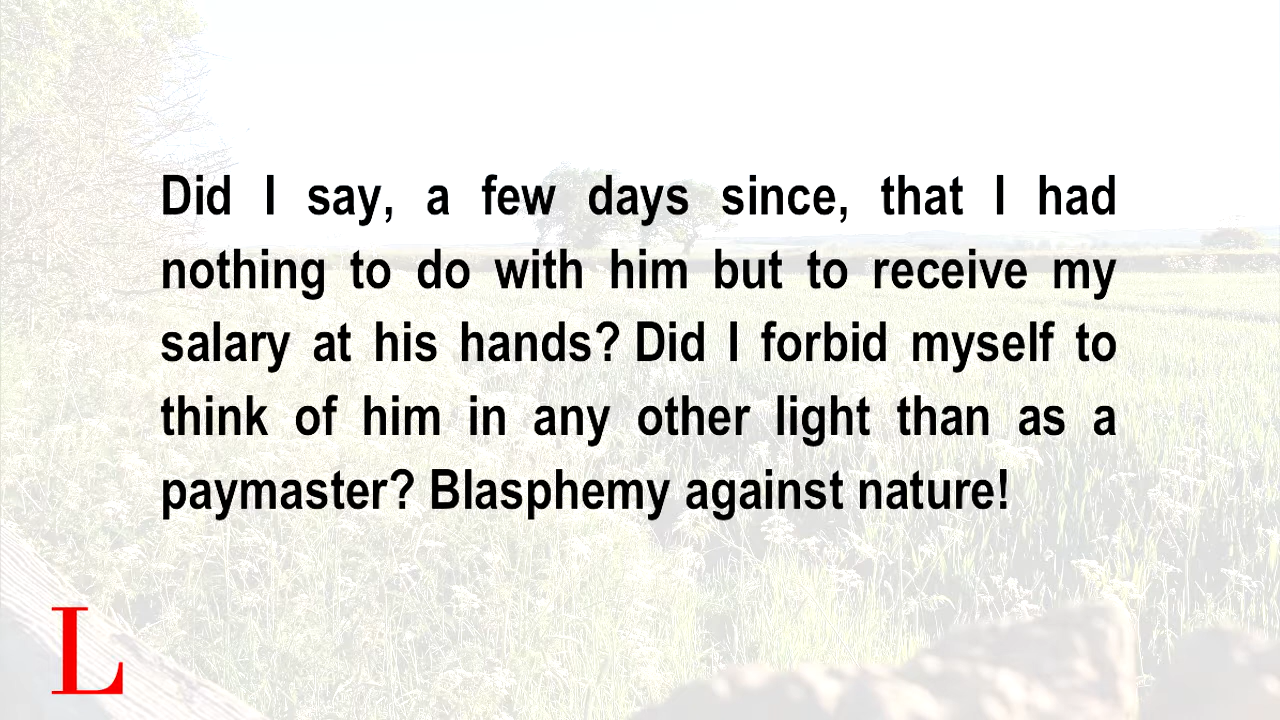 Did I say, a few days since, that I had
nothing to do with him but to receive my
salary at his hands? Did I forbid myself to
think of him in any other light than as a
paymaster? Blasphemy against nature!
L